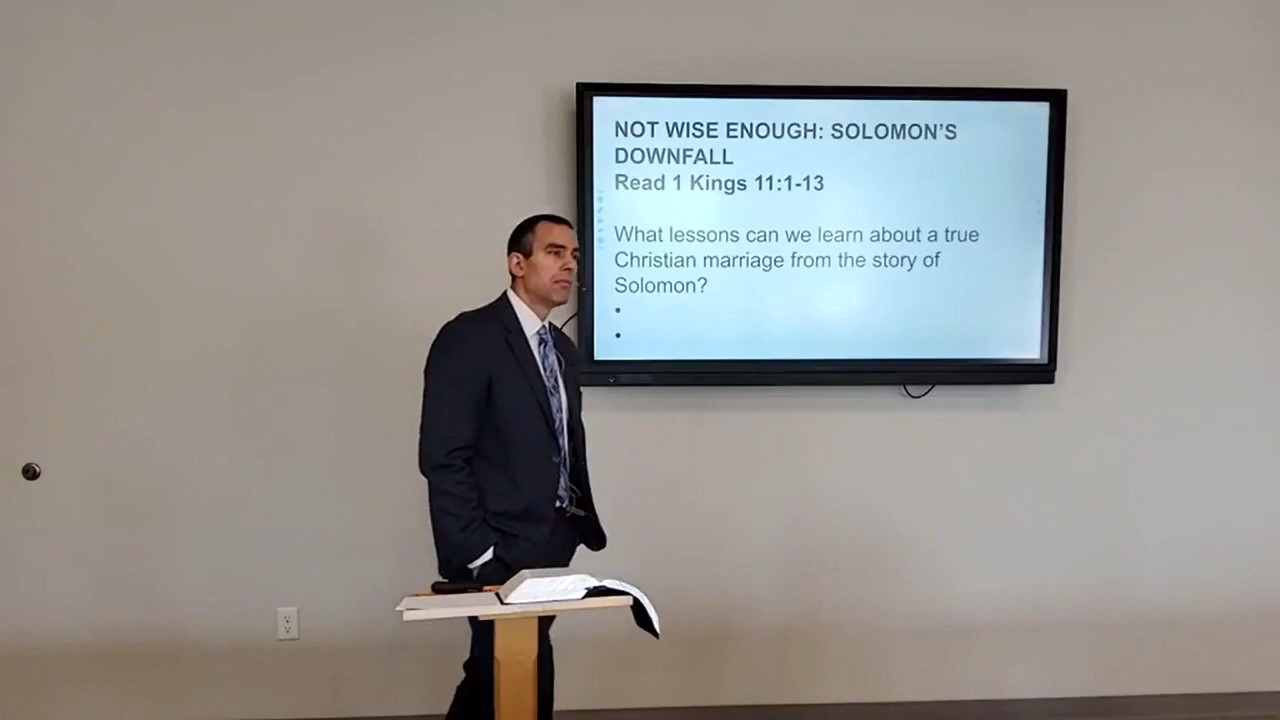 NOT WISE ENOUGH: SOLOMON'S
DOWNFALL
Read 1 Kings 11:1-13
What lessons can we learn about a true
Christian marriage from the story of
Solomon?
•
•